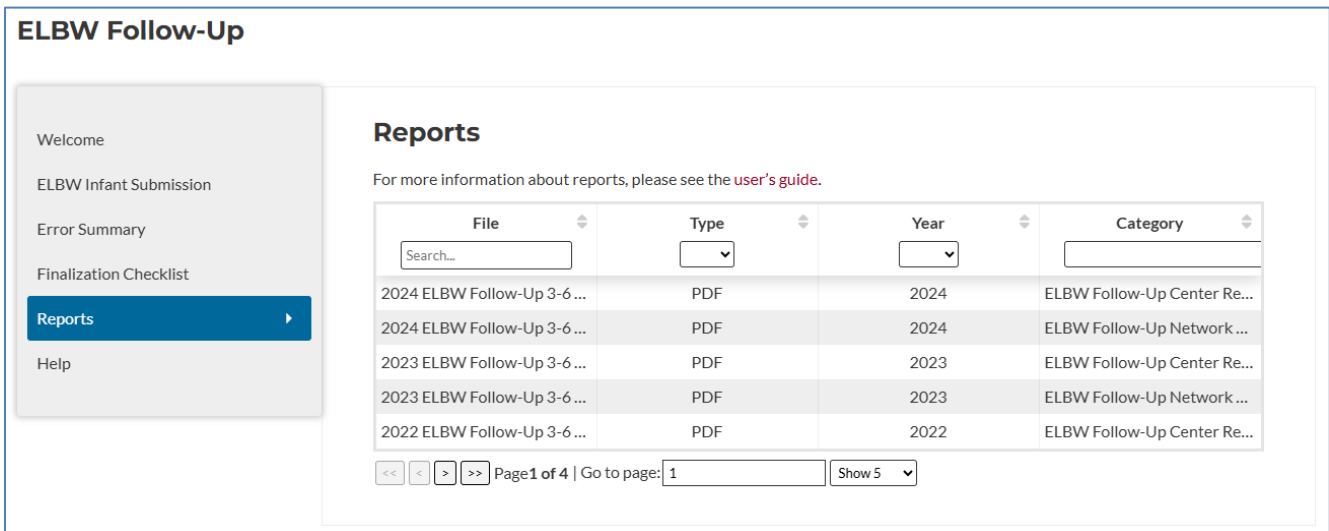 ELBW Follow-Up
Welcome
ELBW Infant Submission
Error Summary
Finalization Checklist
Reports
Help
Reports
For more information about reports, please see the user's guide.
File Type Year Category
Search...
2024 ELBW Follow-Up 3-6 ... PDF 2024 ELBW Follow-Up Center Re...
2024 ELBW Follow-Up 3-6 ... PDF 2024 ELBW Follow-Up Network ...
2023 ELBW Follow-Up 3-6 ... PDF 2023 ELBW Follow-Up Center Re...
2023 ELBW Follow-Up 3-6 ... PDF 2023 ELBW Follow-Up Network ...
2022 ELBW Follow-Up 3-6 ... PDF 2022 ELBW Follow-Up Center Re...
<< < > >> Page1 of 4 | Go to page: 1 Show 5